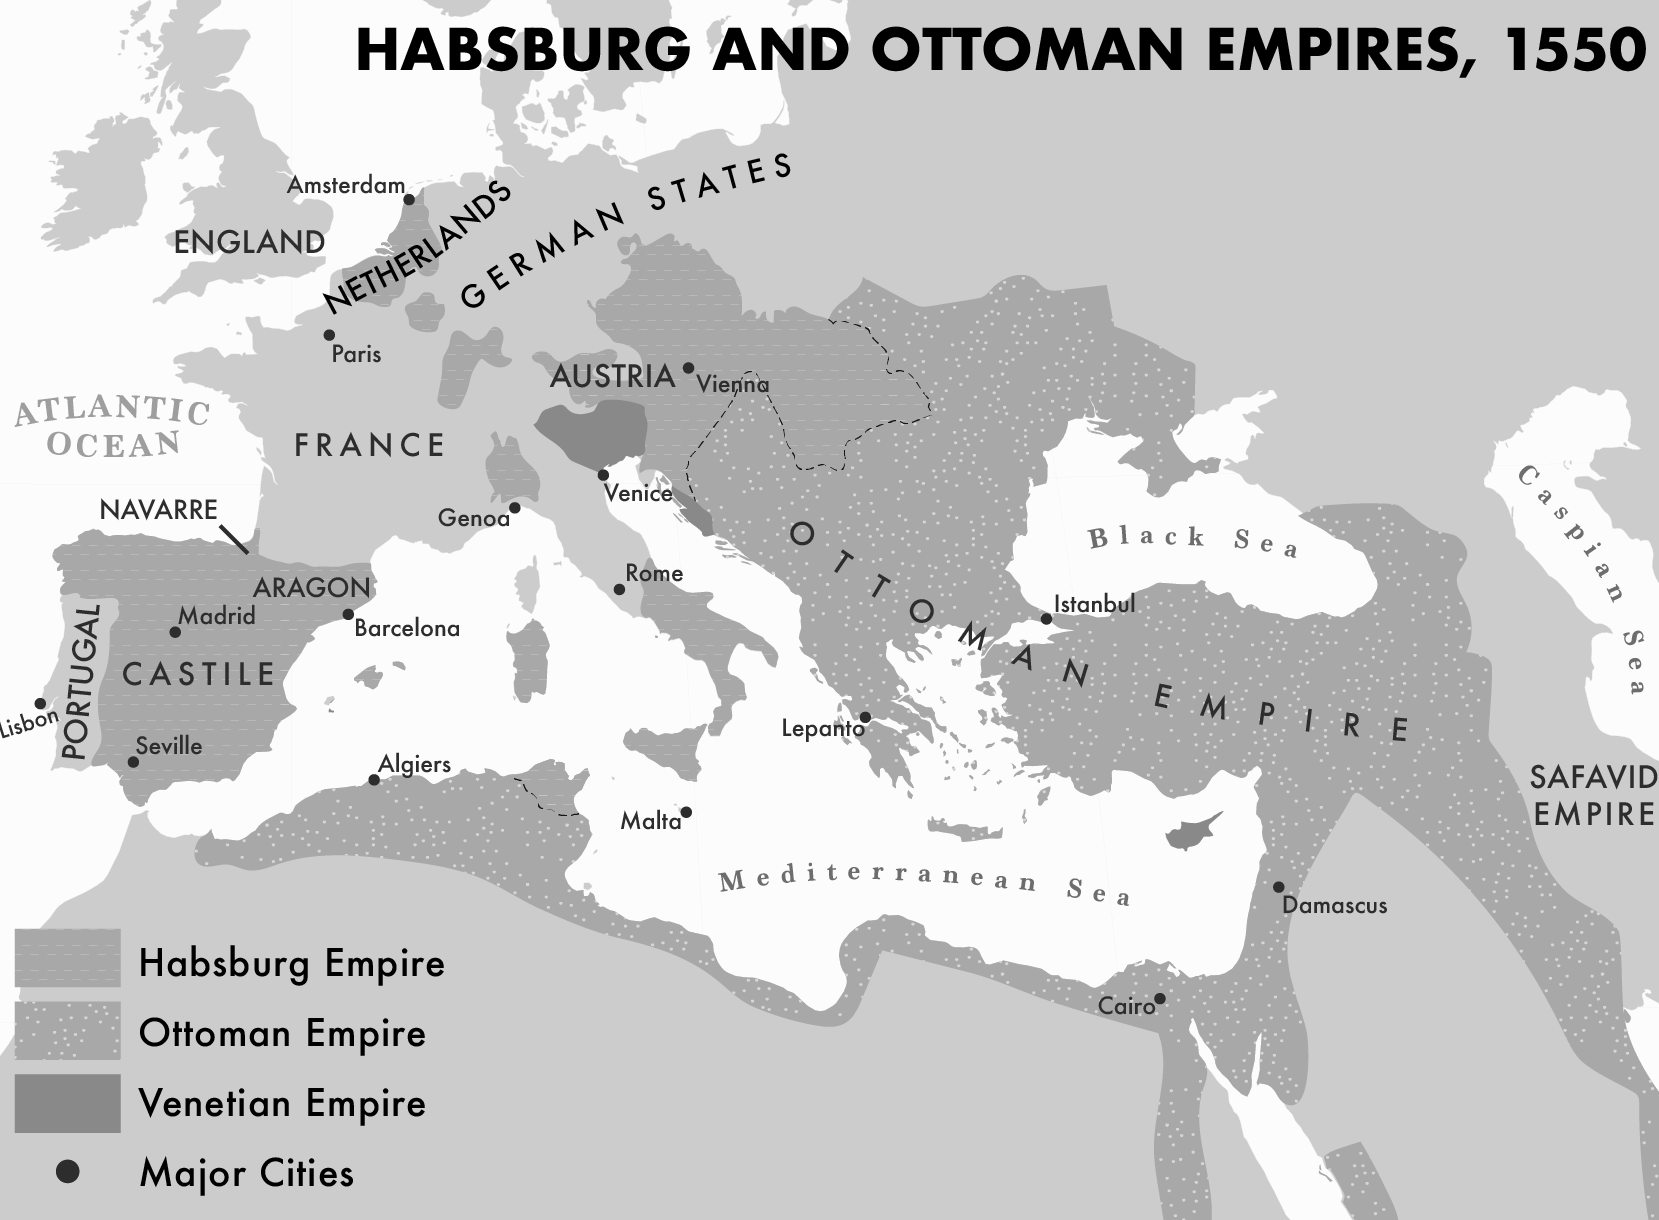 HABSBURG AND OTTOMAN EMPIRES, 1550
Amsterdam
NETHERLANDS
GERMAN STATES
ENGLAND
Paris
AUSTRIA
Vienna
ATLANTIC
OCEAN
FRANCE
Venice
Genoa
NAVARRE
Caspian Sea
Black Sea
OTTOMAN EMPIRE
Rome
ARAGON
Istanbul
Madrid
Barcelona
PORTUGAL
CASTILE
Lisbon
Lepanto
Seville
Algiers
SAFAVID
EMPIRE
Malta
Mediterranean Sea
Damascus
Cairo
Habsburg Empire
Ottoman Empire
Venetian Empire
Major Cities